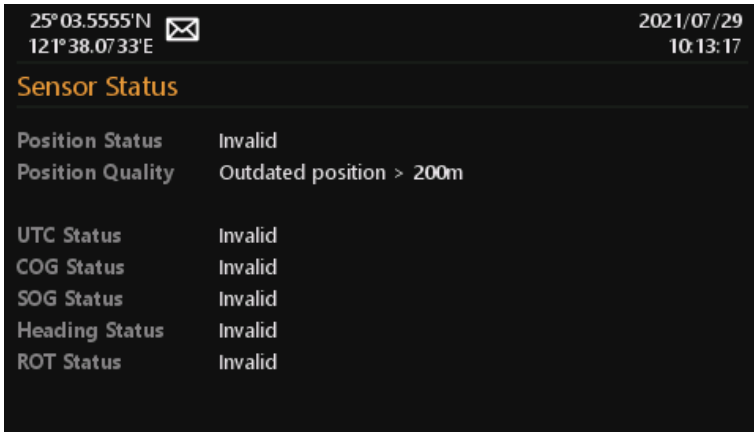 25°03.5555'N
121°38.0733'E
2021/07/29
10:13:17
Sensor Status
Position Status Invalid
Position Quality Outdated position > 200m
UTC Status Invalid
COG Status Invalid
SOG Status Invalid
Heading Status Invalid
ROT Status Invalid